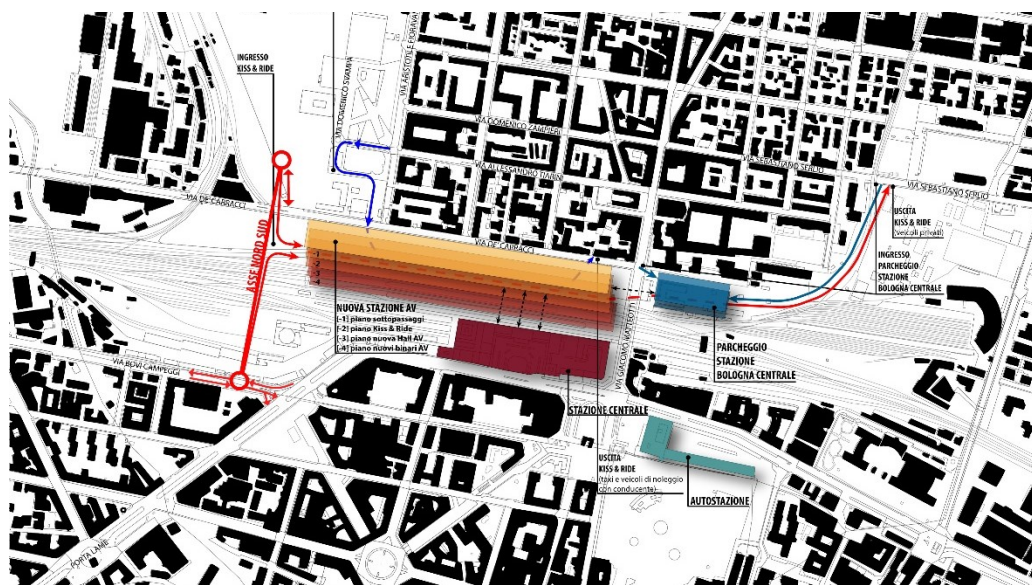 INGRESSO
KISS & RIDE
VIA DOMENICO SVAMPA
VIA ARISTOTILE FIORAVA
VIA DOMENICO ZAMPIERI
VIA ALLESSANDRO TIARINI
VIA SEBASTIANO SERLIO
VIA SEBASTIANO SERLIO
VIA DE' CARRACCI
VIA DE' CARRACCI
USCITA
KISS & RIDE
(veicoli privati)
INGRESSO
PARCHEGGIO
STAZIONE
BOLOGNA CENTRALE
ASSE NORD SUD
NUOVA STAZIONE AV
[-1] piano sottopassaggi
[-2] piano Kiss & Ride
[-3] piano nuova Hall AV
[-4] piano nuovi binari AV
VIA GIACOMO MATTEOTTI
PARCHEGGIO
STAZIONE
BOLOGNA CENTRALE
VIA BOVI CAMPEGGI
STAZIONE CENTRALE
USCITA
KISS & RIDE
(taxi e veicoli di noleggio
con conducente)
AUTOSTAZIONE
PORTA LAME